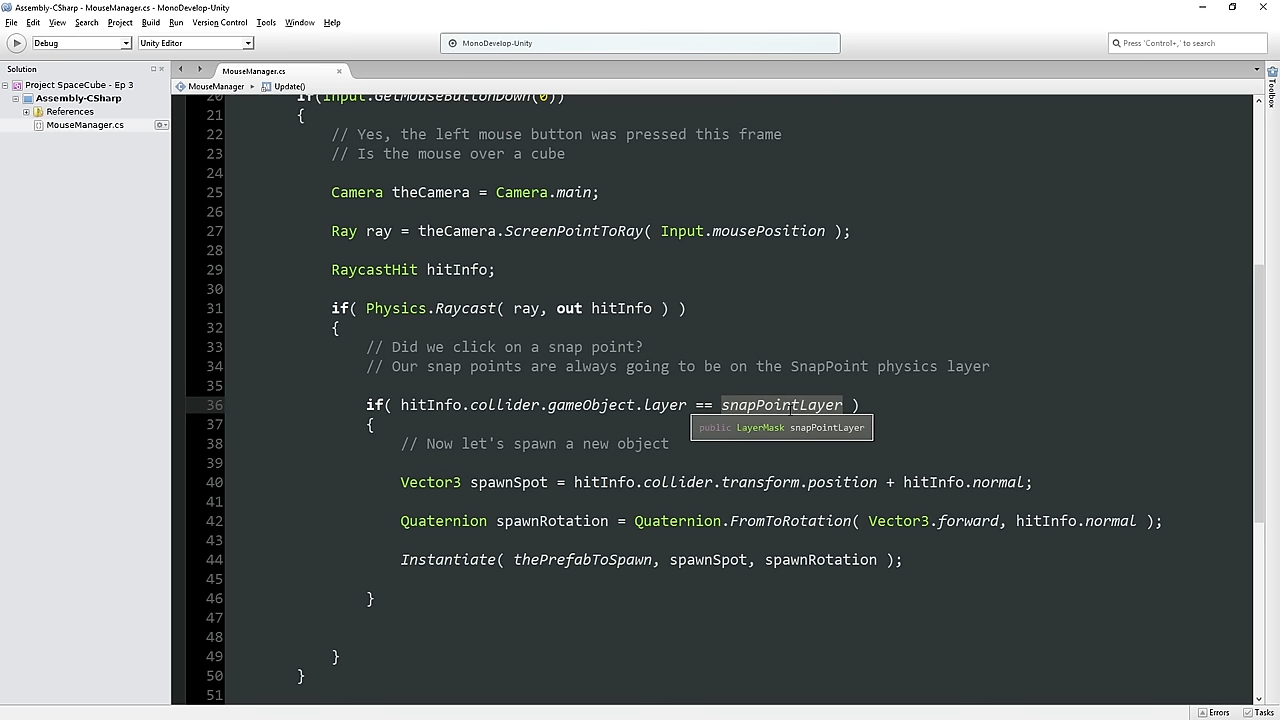 Assembly-CSharp - MouseManager.cs - MonoDevelop-Unity
File Edit View Search Project Build Run Version Control Tools Window Help
Debug Unity Editor MonoDevelop-Unity Press 'Control+,' to search
Solution
Project SpaceCube - Ep 3
Assembly-CSharp
References
MouseManager.cs
MouseManager.cs
MouseManager Update()
20 if(Input.GetMouseButtonDown(0))
21 {
22 // Yes, the left mouse button was pressed this frame
23 // Is the mouse over a cube
24
25 Camera theCamera = Camera.main;
26
27 Ray ray = theCamera.ScreenPointToRay( Input.mousePosition );
28
29 RaycastHit hitInfo;
30
31 if( Physics.Raycast( ray, out hitInfo ) )
32 {
33 // Did we click on a snap point?
34 // Our snap points are always going to be on the SnapPoint physics layer
35
36 if( hitInfo.collider.gameObject.layer == snapPointLayer )
37 {
public LayerMask snapPointLayer
38 // Now let's spawn a new object
39
40 Vector3 spawnSpot = hitInfo.collider.transform.position + hitInfo.normal;
41
42 Quaternion spawnRotation = Quaternion.FromToRotation( Vector3.forward, hitInfo.normal );
43
44 Instantiate( thePrefabToSpawn, spawnSpot, spawnRotation );
45
46 }
47
48
49 }
50 }
51
Toolbox
Errors Tasks